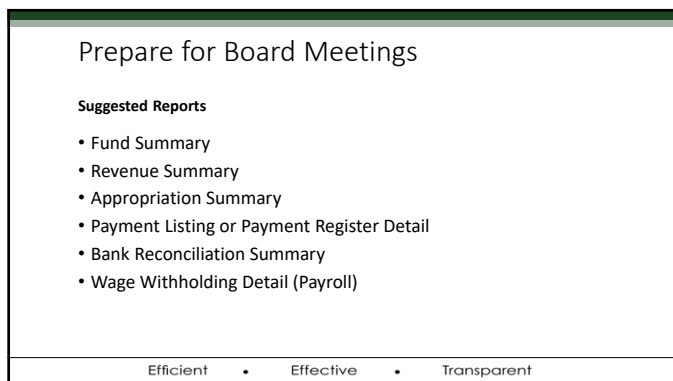 Prepare for Board Meetings
Suggested Reports
• Fund Summary
• Revenue Summary
• Appropriation Summary
• Payment Listing or Payment Register Detail
• Bank Reconciliation Summary
• Wage Withholding Detail (Payroll)
Efficient • Effective • Transparent